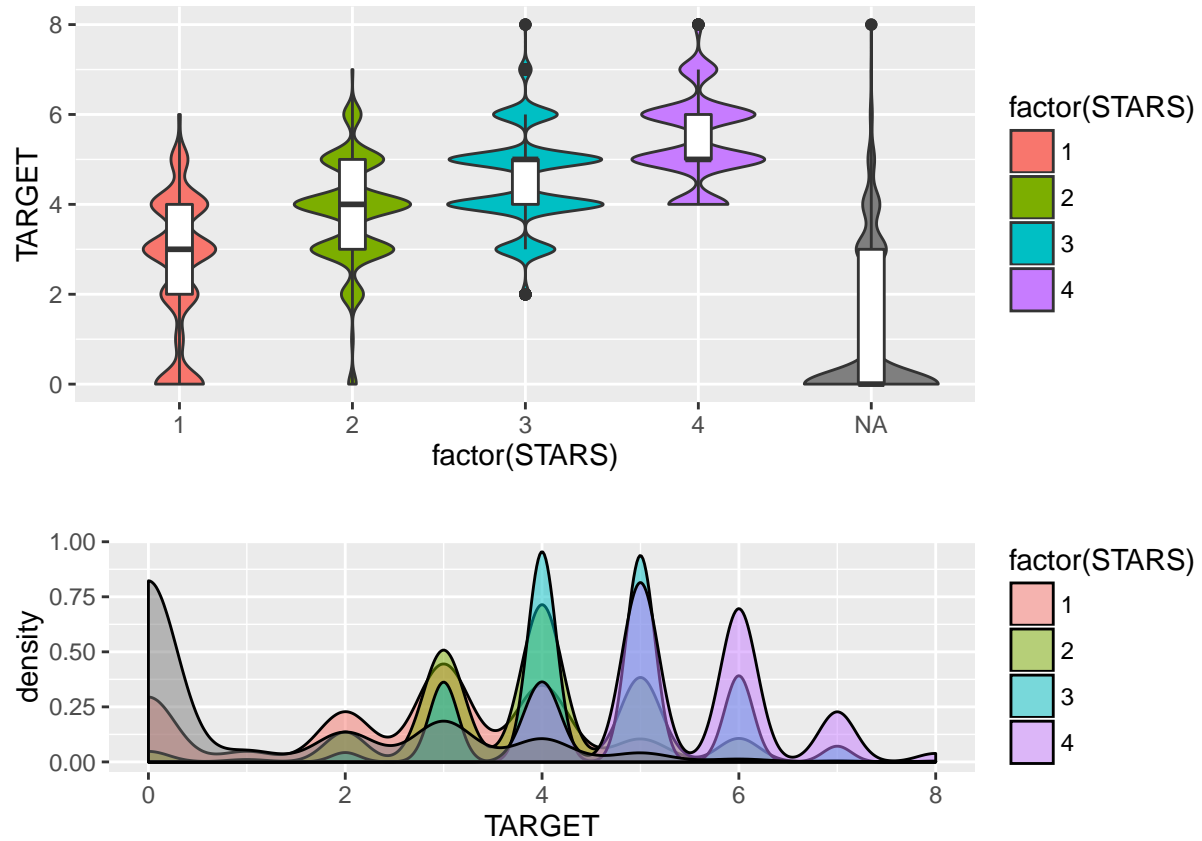 8
6
4
2
0
TARGET
1 2 3 4 NA
factor(STARS)
factor(STARS)
1
2
3
4
1.00
0.75
0.50
0.25
0.00
density
0 2 4 6 8
TARGET
factor(STARS)
1
2
3
4